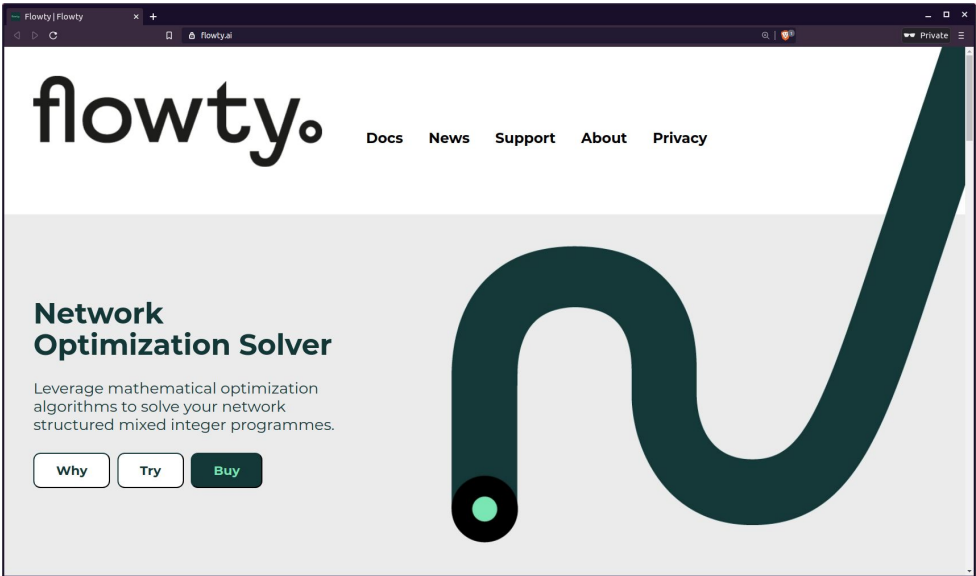 Flowty | Flowty
flowty.ai
Private
flowty
Docs News Support About Privacy
Network
Optimization Solver
Leverage mathematical optimization
algorithms to solve your network
structured mixed integer programmes.
Why Try Buy